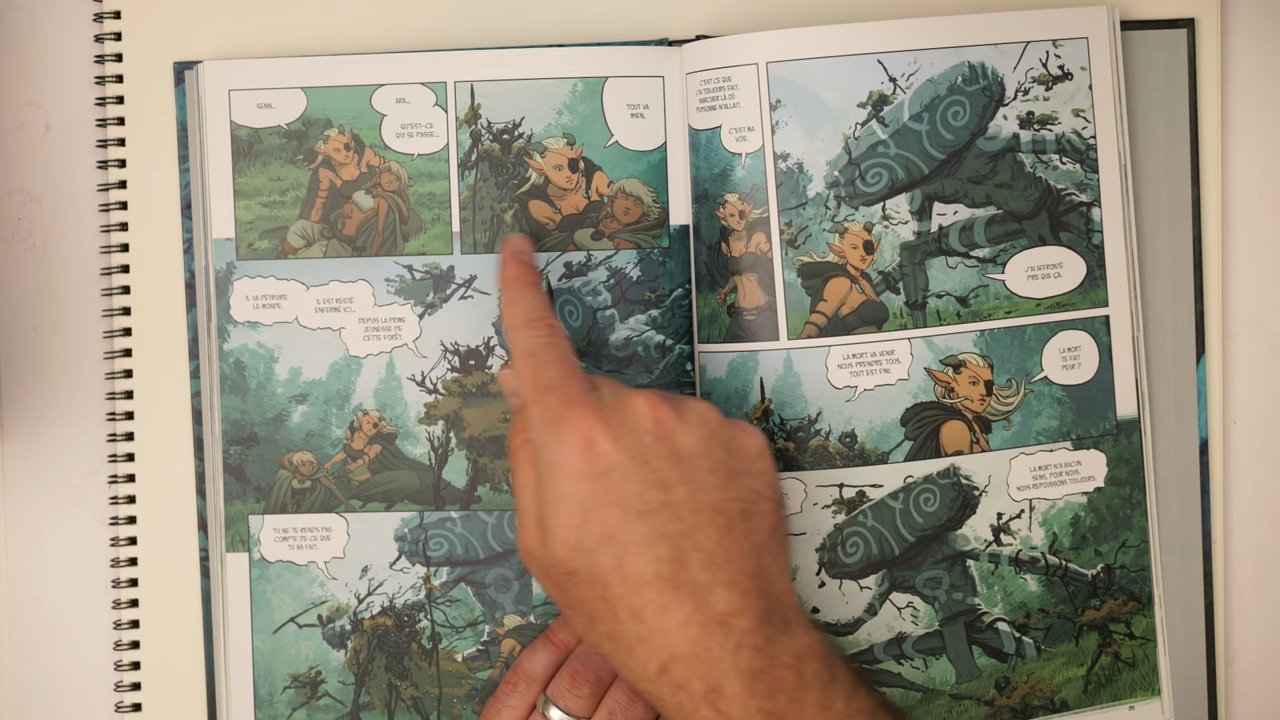 SENN...
ARA...
QU'EST-CE
QUI SE PASSE...
TOUT VA
BIEN.
IL VA DÉTRUIRE
LE MONDE.
IL EST RESTÉ
ENFERMÉ ICI...
DEPUIS LA PRIME
JEUNESSE DE
CETTE FORÊT.
TU NE TE RENDS PAS
COMPTE DE CE QUE
TU AS FAIT.
C'EST CE QUE
J'AI TOUJOURS FAIT.
MARCHER LÀ OÙ
PERSONNE N'ALLAIT.
C'EST MA
VOIE.
J'AI AFFRONTÉ
PIRE QUE ÇA.
LA MORT VA VENIR
NOUS PRENDRE TOUS.
TOUT EST FINI.
LA MORT
TE FAIT
PEUR ?
LA MORT N'A AUCUN
SENS, POUR NOUS.
NOUS REPOUSSONS TOUJOURS.